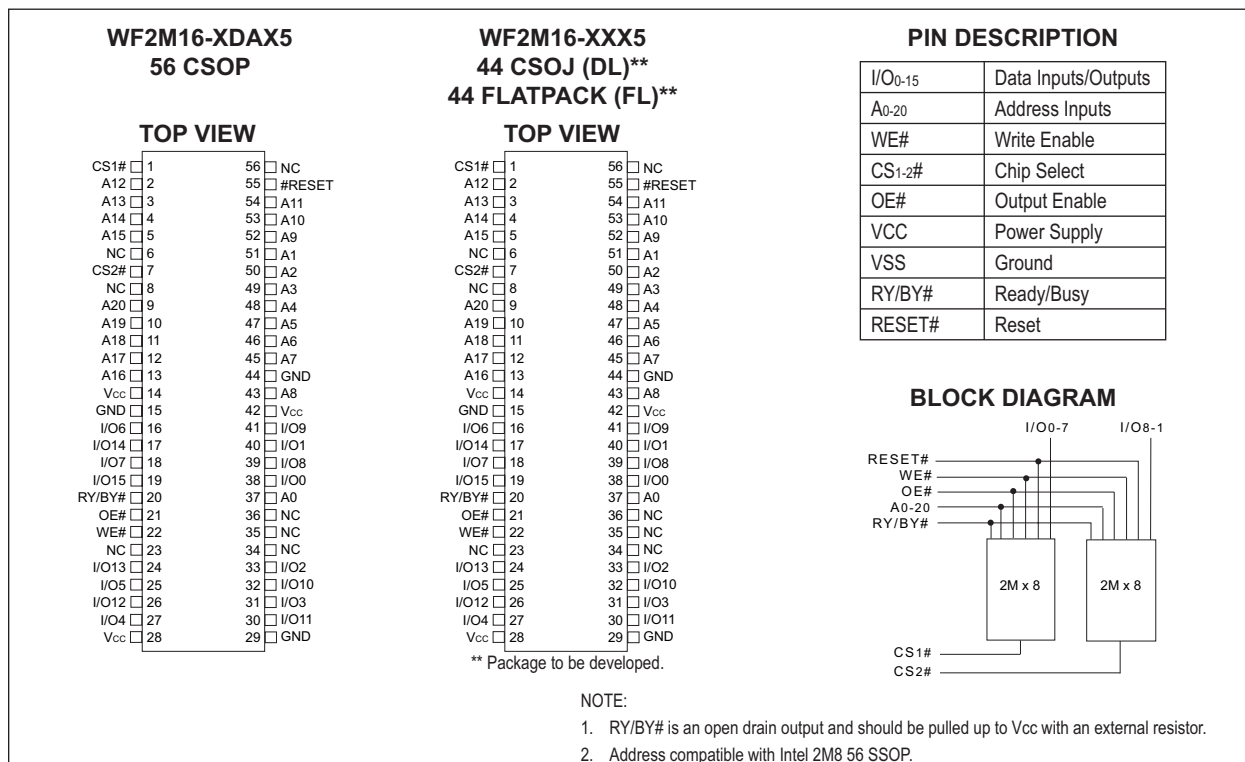 WF2M16-XDAX5
56 CSOP
TOP VIEW
CS1# 1 56 NC
A12 2 55 #RESET
A13 3 54 A11
A14 4 53 A10
A15 5 52 A9
NC 6 51 A1
CS2# 7 50 A2
NC 8 49 A3
A20 9 48 A4
A19 10 47 A5
A18 11 46 A6
A17 12 45 A7
A16 13 44 GND
Vcc 14 43 A8
GND 15 42 Vcc
I/O6 16 41 I/O9
I/O14 17 40 I/O1
I/O7 18 39 I/O8
I/O15 19 38 I/O0
RY/BY# 20 37 A0
OE# 21 36 NC
WE# 22 35 NC
NC 23 34 NC
I/O13 24 33 I/O2
I/O5 25 32 I/O10
I/O12 26 31 I/O3
I/O4 27 30 I/O11
Vcc 28 29 GND
WF2M16-XXX5
44 CSOJ (DL)**
44 FLATPACK (FL)**
TOP VIEW
CS1# 1 56 NC
A12 2 55 #RESET
A13 3 54 A11
A14 4 53 A10
A15 5 52 A9
NC 6 51 A1
CS2# 7 50 A2
NC 8 49 A3
A20 9 48 A4
A19 10 47 A5
A18 11 46 A6
A17 12 45 A7
A16 13 44 GND
Vcc 14 43 A8
GND 15 42 Vcc
I/O6 16 41 I/O9
I/O14 17 40 I/O1
I/O7 18 39 I/O8
I/O15 19 38 I/O0
RY/BY# 20 37 A0
OE# 21 36 NC
WE# 22 35 NC
NC 23 34 NC
I/O13 24 33 I/O2
I/O5 25 32 I/O10
I/O12 26 31 I/O3
I/O4 27 30 I/O11
Vcc 28 29 GND
** Package to be developed.
PIN DESCRIPTION
I/O0-15 Data Inputs/Outputs
A0-20 Address Inputs
WE# Write Enable
CS1-2# Chip Select
OE# Output Enable
VCC Power Supply
VSS Ground
RY/BY# Ready/Busy
RESET# Reset
BLOCK DIAGRAM
I/O0-7 I/O8-1
RESET#
WE#
OE#
A0-20
RY/BY#
2M x 8 2M x 8
CS1#
CS2#
NOTE:
1. RY/BY# is an open drain output and should be pulled up to Vcc with an external resistor.
2. Address compatible with Intel 2M8 56 SSOP.